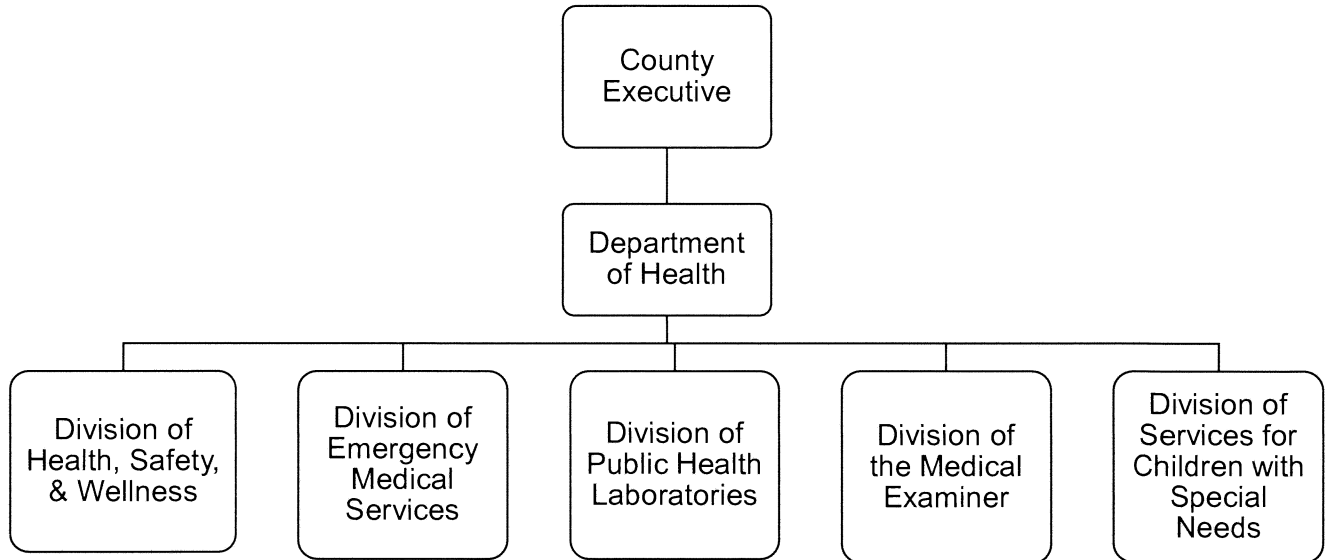 County
Executive
Department
of Health
Division of
Health, Safety,
& Wellness
Division of
Emergency
Medical
Services
Division of
Public Health
Laboratories
Division of
the Medical
Examiner
Division of
Services for
Children with
Special
Needs